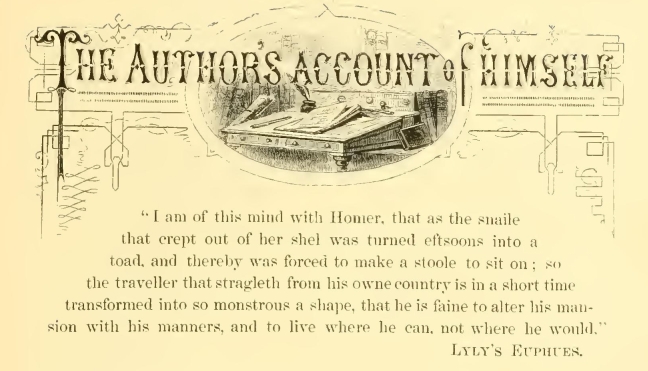 THE AUTHOR'S ACCOUNT of HIMSELF
"I am of this mind with Homer, that as the snaile
that crept out of her shel was turned eftsoons into a
toad, and thereby was forced to make a stoole to sit on; so
the traveller that stragleth from his owne country is in a short time
transformed into so monstrous a shape, that he is faine to alter his man-
sion with his manners, and to live where he can, not where he would."
LYLY'S EUPHUES.